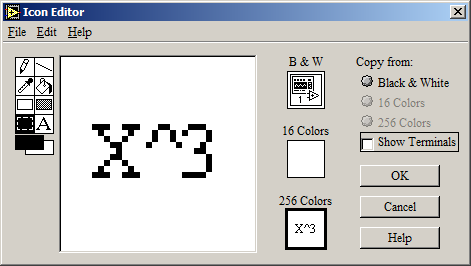 Icon Editor
File Edit Help
X^3
A
B & W
1
16 Colors
256 Colors
X^3
Copy from:
Black & White
16 Colors
256 Colors
Show Terminals
OK
Cancel
Help